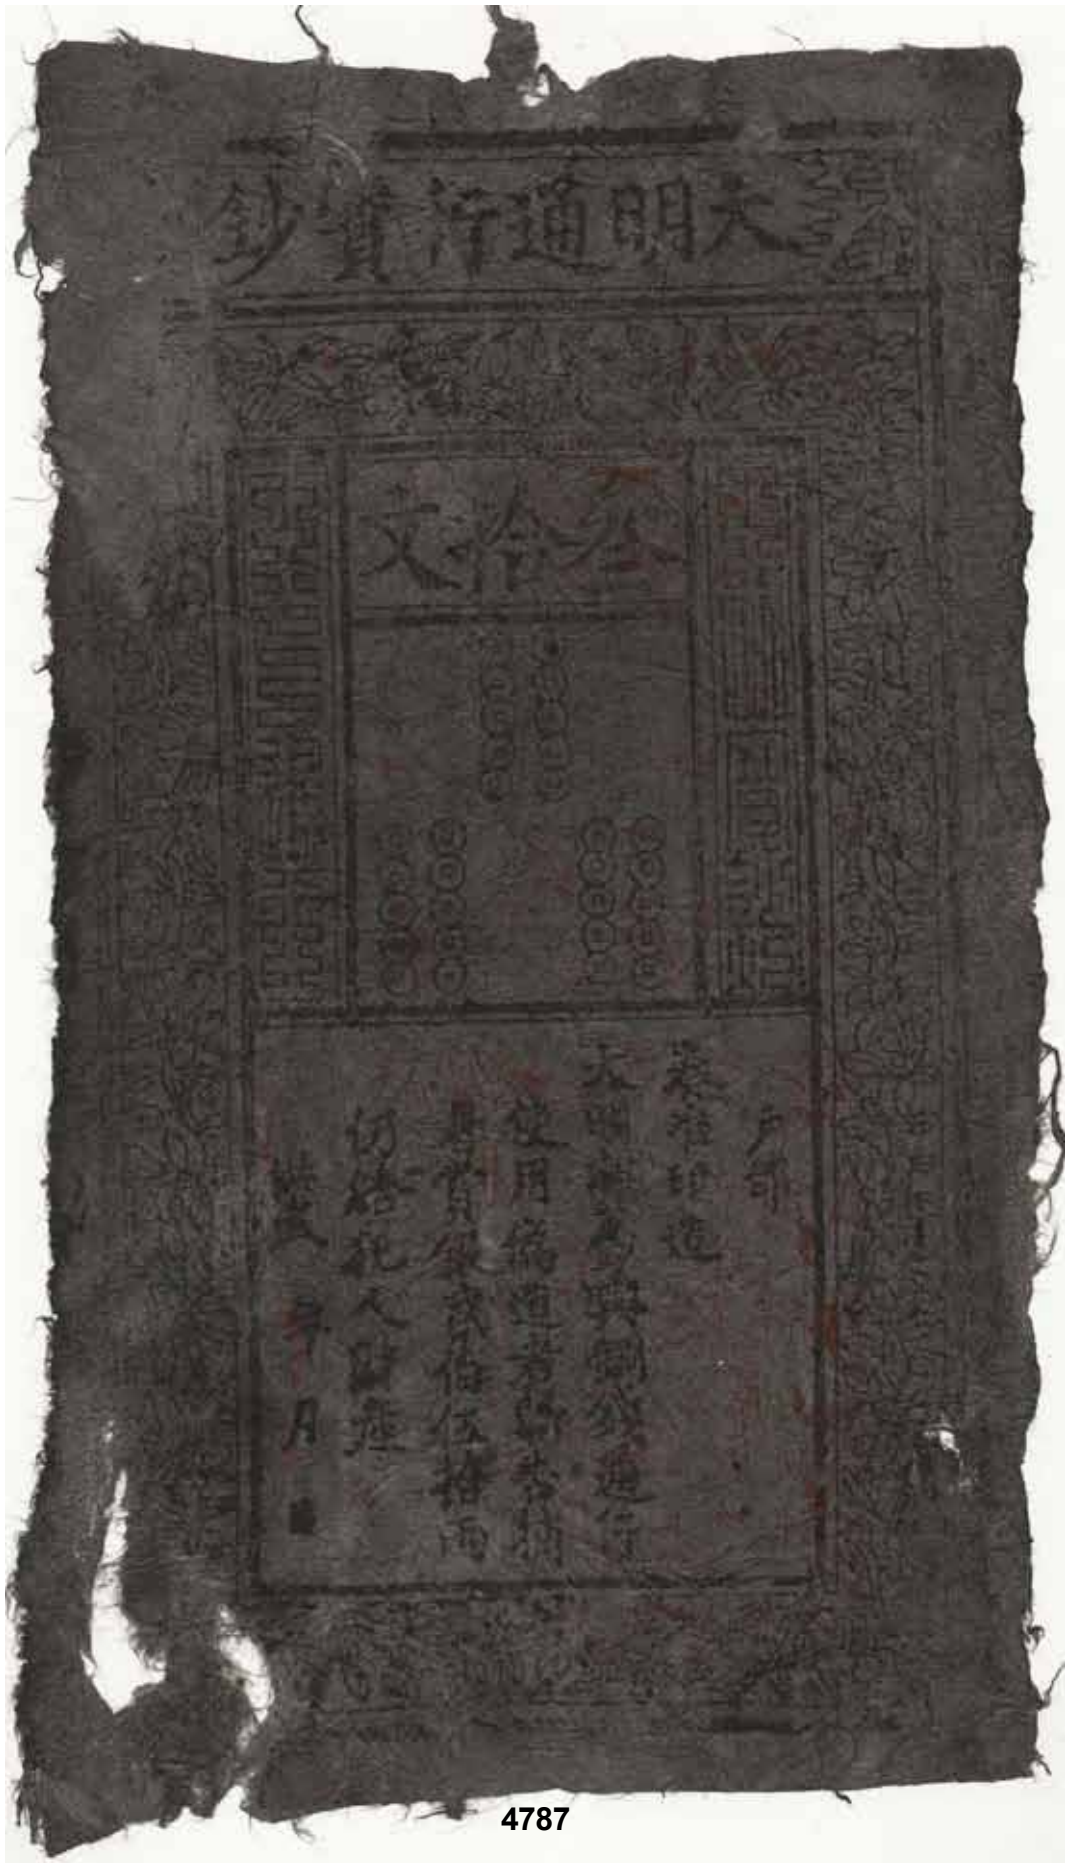 大明通行寶鈔
叁拾文
戶部
奏准印造
大明寶鈔與銅錢通行
使用偽造者斬告捕
者賞銀貳佰伍拾兩
仍給犯人財產
洪武 年 月 日
4787